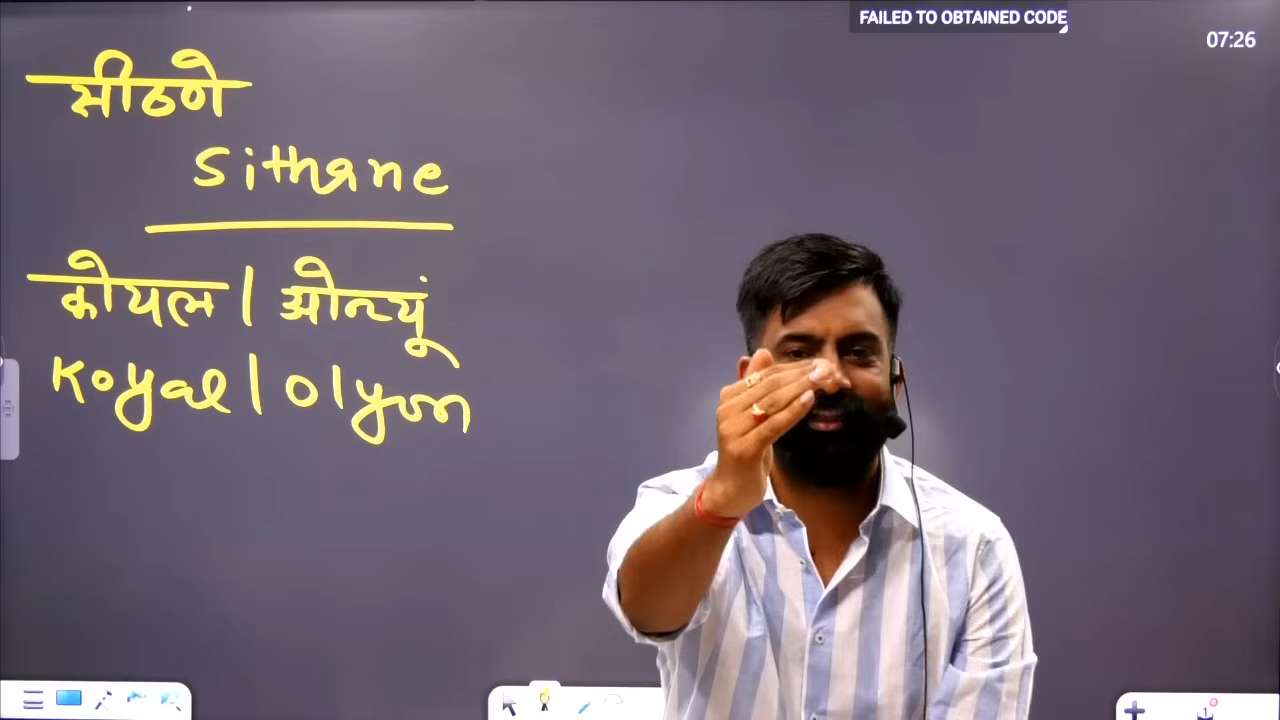 FAILED TO OBTAINED CODE
07:26
सीठणे
Sithane
कोयल | ओल्यूं
Koyal | Olyun